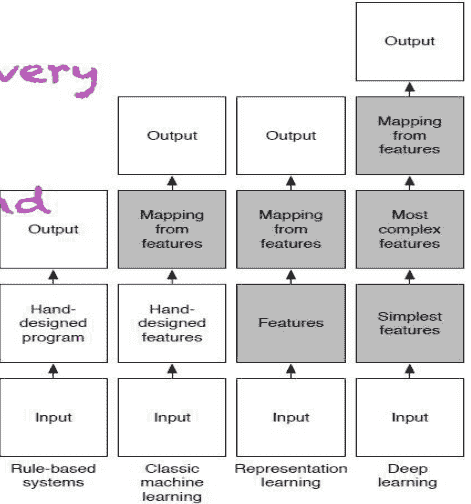 very
nd
Output
Hand-
designed
program
Input
Rule-based
systems
Output
Mapping
from
features
Hand-
designed
features
Input
Classic
machine
learning
Output
Mapping
from
features
Features
Input
Representation
learning
Output
Mapping
from
features
Most
complex
features
Simplest
features
Input
Deep
learning